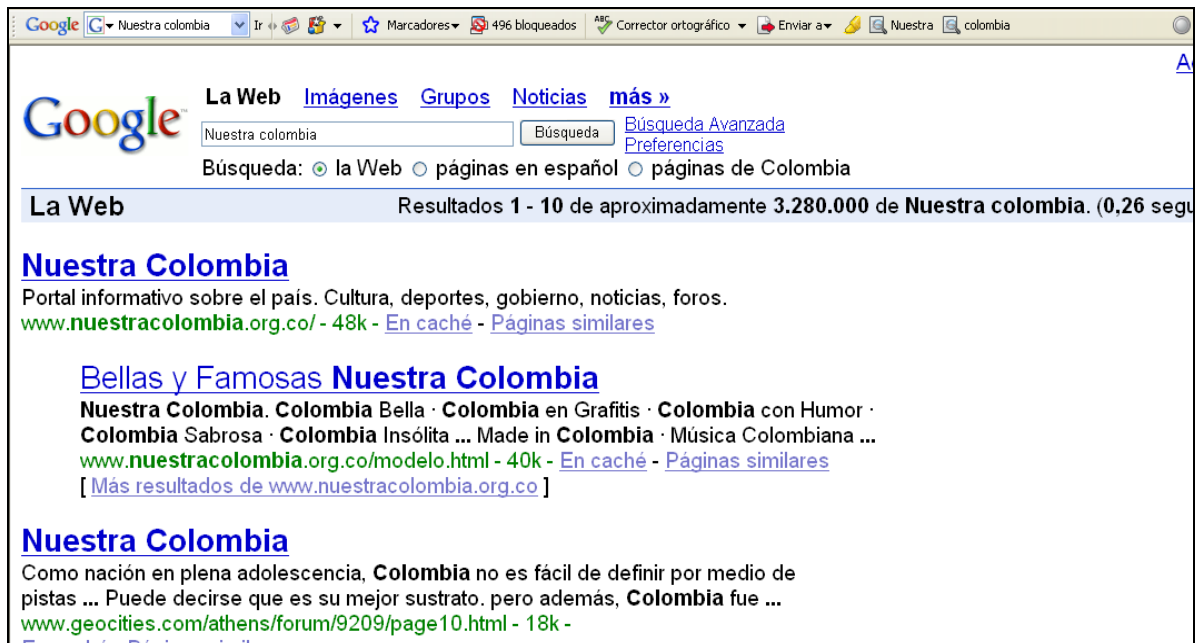 Google G Nuestra colombia Ir Marcadores 496 bloqueados ABC Corrector ortográfico Enviar a Nuestra colombia
La Web Imágenes Grupos Noticias más »
Google™
Nuestra colombia Búsqueda Búsqueda Avanzada
Preferencias
Búsqueda: la Web páginas en español páginas de Colombia
La Web Resultados 1 - 10 de aproximadamente 3.280.000 de Nuestra colombia. (0,26 segu
Nuestra Colombia
Portal informativo sobre el país. Cultura, deportes, gobierno, noticias, foros.
www.nuestracolombia.org.co/ - 48k - En caché - Páginas similares
Bellas y Famosas Nuestra Colombia
Nuestra Colombia. Colombia Bella · Colombia en Grafitis · Colombia con Humor ·
Colombia Sabrosa · Colombia Insólita ... Made in Colombia · Música Colombiana ...
www.nuestracolombia.org.co/modelo.html - 40k - En caché - Páginas similares
[ Más resultados de www.nuestracolombia.org.co ]
Nuestra Colombia
Como nación en plena adolescencia, Colombia no es fácil de definir por medio de
pistas ... Puede decirse que es su mejor sustrato. pero además, Colombia fue ...
www.geocities.com/athens/forum/9209/page10.html - 18k -